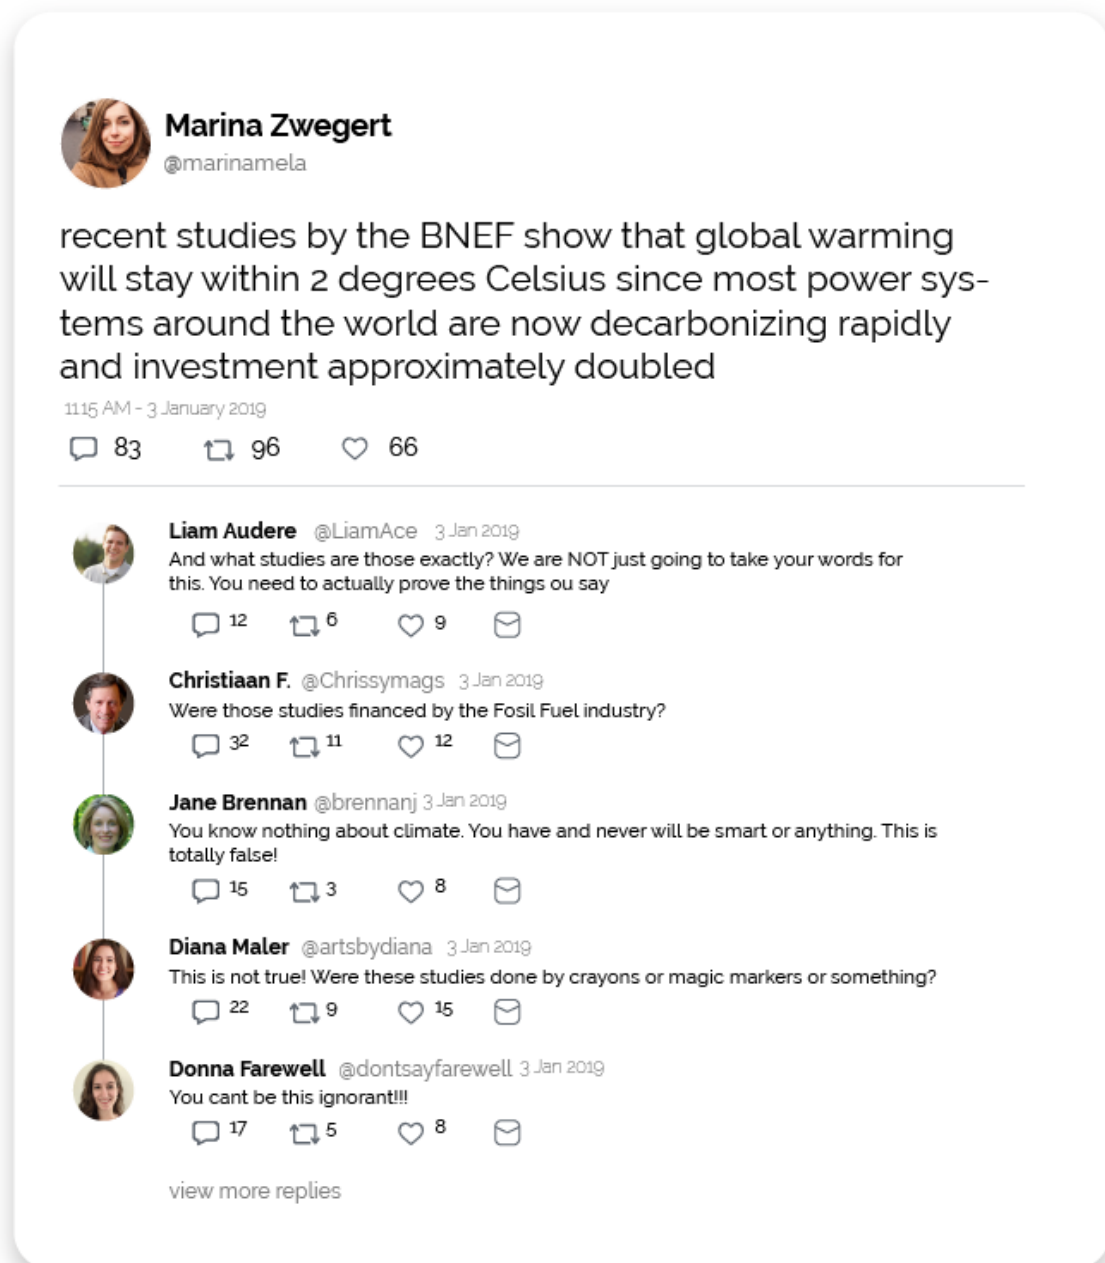 Marina Zwegert
@marinamela
recent studies by the BNEF show that global warming
will stay within 2 degrees Celsius since most power sys-
tems around the world are now decarbonizing rapidly
and investment approximately doubled
11:15 AM - 3 January 2019
83 96 66
Liam Audere @LiamAce 3 Jan 2019
And what studies are those exactly? We are NOT just going to take your words for
this. You need to actually prove the things ou say
12 6 9
Christiaan F. @Chrissymags 3 Jan 2019
Were those studies financed by the Fosil Fuel industry?
32 11 12
Jane Brennan @brennanj 3 Jan 2019
You know nothing about climate. You have and never will be smart or anything. This is
totally false!
15 3 8
Diana Maler @artsbydiana 3 Jan 2019
This is not true! Were these studies done by crayons or magic markers or something?
22 9 15
Donna Farewell @dontsayfarewell 3 Jan 2019
You cant be this ignorant!!!
17 5 8
view more replies